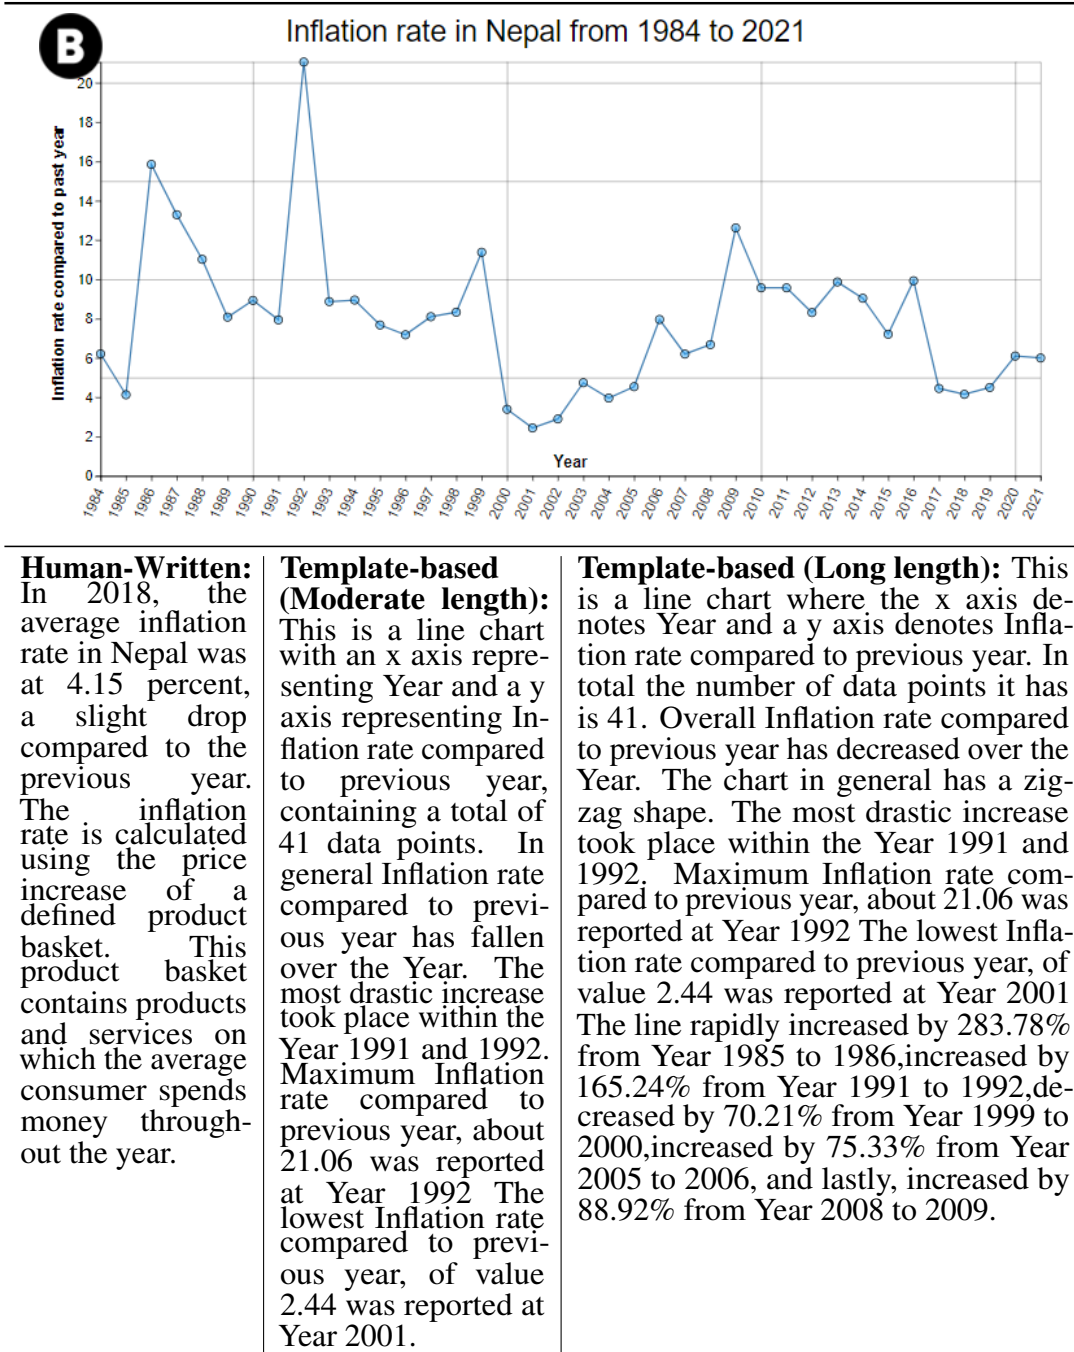 B
Inflation rate in Nepal from 1984 to 2021
Inflation rate compared to past year
20
18
16
14
12
10
8
6
4
2
0
Year
1984 1985 1986 1987 1988 1989 1990 1991 1992 1993 1994 1995 1996 1997 1998 1999 2000 2001 2002 2003 2004 2005 2006 2007 2008 2009 2010 2011 2012 2013 2014 2015 2016 2017 2018 2019 2020 2021
Human-Written:
In 2018, the
average inflation
rate in Nepal was
at 4.15 percent,
a slight drop
compared to the
previous year.
The inflation
rate is calculated
using the price
increase of a
defined product
basket. This
product basket
contains products
and services on
which the average
consumer spends
money through-
out the year.
Template-based
(Moderate length):
This is a line chart
with an x axis repre-
senting Year and a y
axis representing In-
flation rate compared
to previous year,
containing a total of
41 data points. In
general Inflation rate
compared to previ-
ous year has fallen
over the Year. The
most drastic increase
took place within the
Year 1991 and 1992.
Maximum Inflation
rate compared to
previous year, about
21.06 was reported
at Year 1992 The
lowest Inflation rate
compared to previ-
ous year, of value
2.44 was reported at
Year 2001.
Template-based (Long length): This
is a line chart where the x axis de-
notes Year and a y axis denotes Infla-
tion rate compared to previous year. In
total the number of data points it has
is 41. Overall Inflation rate compared
to previous year has decreased over the
Year. The chart in general has a zig-
zag shape. The most drastic increase
took place within the Year 1991 and
1992. Maximum Inflation rate com-
pared to previous year, about 21.06 was
reported at Year 1992 The lowest Infla-
tion rate compared to previous year, of
value 2.44 was reported at Year 2001
The line rapidly increased by 283.78%
from Year 1985 to 1986,increased by
165.24% from Year 1991 to 1992,de-
creased by 70.21% from Year 1999 to
2000,increased by 75.33% from Year
2005 to 2006, and lastly, increased by
88.92% from Year 2008 to 2009.